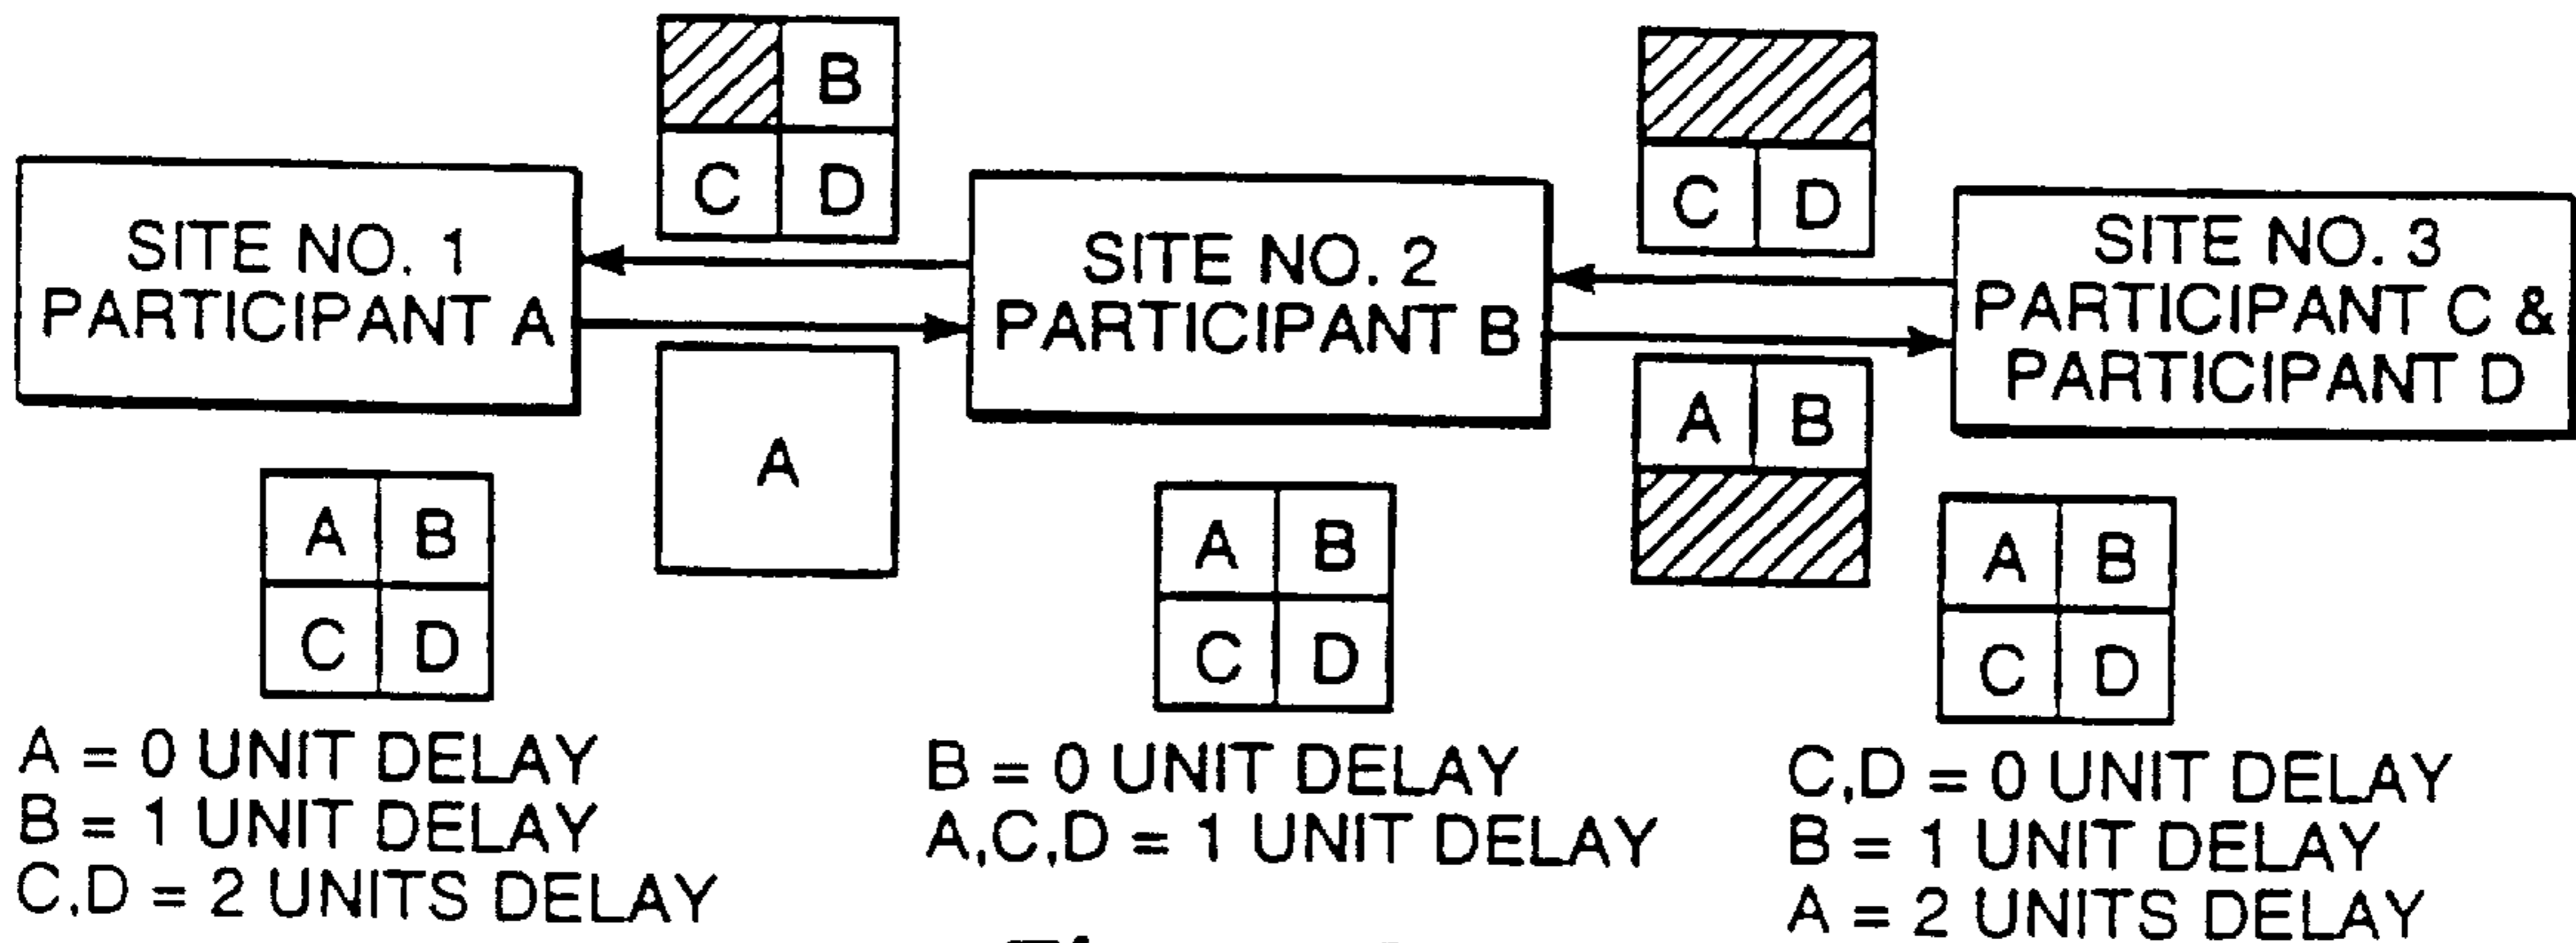 B
C D
C D
SITE NO. 1
PARTICIPANT A
SITE NO. 2
PARTICIPANT B
SITE NO. 3
PARTICIPANT C &
PARTICIPANT D
A
A B
A B
C D
A B
C D
A B
C D
A = 0 UNIT DELAY
B = 1 UNIT DELAY
C,D = 2 UNITS DELAY
B = 0 UNIT DELAY
A,C,D = 1 UNIT DELAY
C,D = 0 UNIT DELAY
B = 1 UNIT DELAY
A = 2 UNITS DELAY